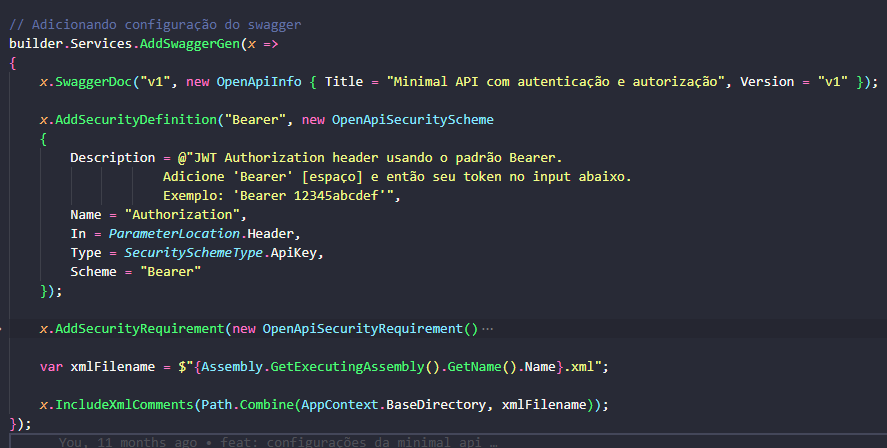 // Adicionando configuração do swagger
builder.Services.AddSwaggerGen(x =>
{
    x.SwaggerDoc("v1", new OpenApiInfo { Title = "Minimal API com autenticação e autorização", Version = "v1" });

    x.AddSecurityDefinition("Bearer", new OpenApiSecurityScheme
    {
        Description = @"JWT Authorization header usando o padrão Bearer.
                    Adicione 'Bearer' [espaço] e então seu token no input abaixo.
                    Exemplo: 'Bearer 12345abcdef'",
        Name = "Authorization",
        In = ParameterLocation.Header,
        Type = SecuritySchemeType.ApiKey,
        Scheme = "Bearer"
    });

    x.AddSecurityRequirement(new OpenApiSecurityRequirement() ⋯

    var xmlFilename = $"{Assembly.GetExecutingAssembly().GetName().Name}.xml";

    x.IncludeXmlComments(Path.Combine(AppContext.BaseDirectory, xmlFilename));
});
You, 11 months ago • feat: configurações da minimal api …